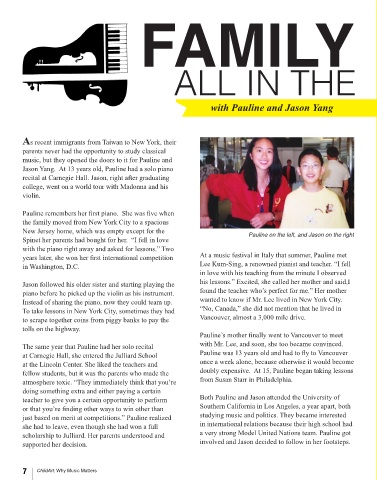 FAMILY
ALL IN THE
with Pauline and Jason Yang
As recent immigrants from Taiwan to New York, their
parents never had the opportunity to study classical
music, but they opened the doors to it for Pauline and
Jason Yang.  At 13 years old, Pauline had a solo piano
recital at Carnegie Hall. Jason, right after graduating
college, went on a world tour with Madonna and his
violin.
Pauline remembers her first piano.  She was five when
the family moved from New York City to a spacious
New Jersey home, which was empty except for the
Spinet her parents had bought for her.  “I fell in love
with the piano right away and asked for lessons.” Two
years later, she won her first international competition
in Washington, D.C.
Jason followed his older sister and starting playing the
piano before he picked up the violin as his instrument.
Instead of sharing the piano, now they could team up.
To take lessons in New York City, sometimes they had
to scrape together coins from piggy banks to pay the
tolls on the highway.
The same year that Pauline had her solo recital
at Carnegie Hall, she entered the Julliard School
at the Lincoln Center. She liked the teachers and
fellow students, but it was the parents who made the
atmosphere toxic. “They immediately think that you’re
doing something extra and either paying a certain
teacher to give you a certain opportunity to perform
or that you’re finding other ways to win other than
just based on merit at competitions.” Pauline realized
she had to leave, even though she had won a full
scholarship to Julliard. Her parents understood and
supported her decision.
Pauline on the left, and Jason on the right
At a music festival in Italy that summer, Pauline met
Lee Kum-Sing, a renowned pianist and teacher. “I fell
in love with his teaching from the minute I observed
his lessons.” Excited, she called her mother and said,I
found the teacher who’s perfect for me.” Her mother
wanted to know if Mr. Lee lived in New York City.
“No, Canada,” she did not mention that he lived in
Vancouver, almost a 3,000 mile drive.
Pauline’s mother finally went to Vancouver to meet
with Mr. Lee, and soon, she too became convinced.
Pauline was 13 years old and had to fly to Vancouver
once a week alone, because otherwise it would become
doubly expensive.  At 15, Pauline began taking lessons
from Susan Starr in Philadelphia.
Both Pauline and Jason attended the University of
Southern California in Los Angeles, a year apart, both
studying music and politics. They became interested
in international relations because their high school had
a very strong Model United Nations team. Pauline got
involved and Jason decided to follow in her footsteps.
7 ChildArt: Why Music Matters